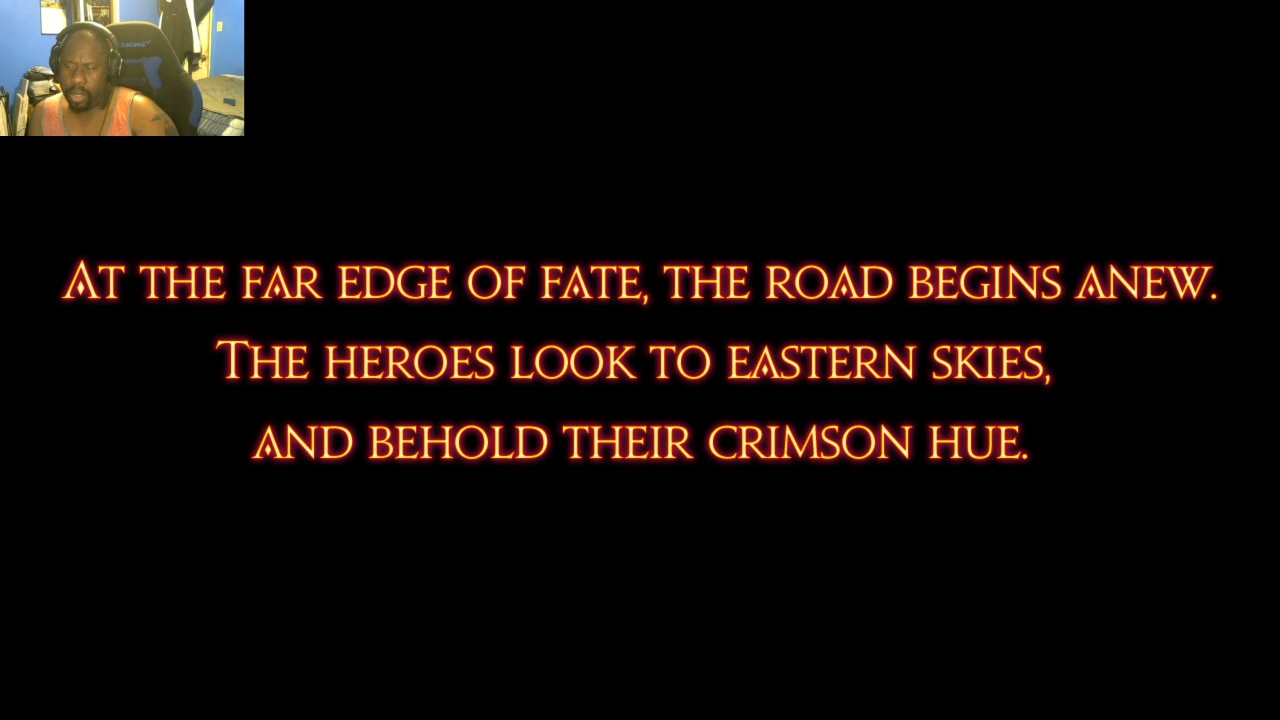 At the far edge of fate, the road begins anew.
The heroes look to eastern skies,
and behold their crimson hue.